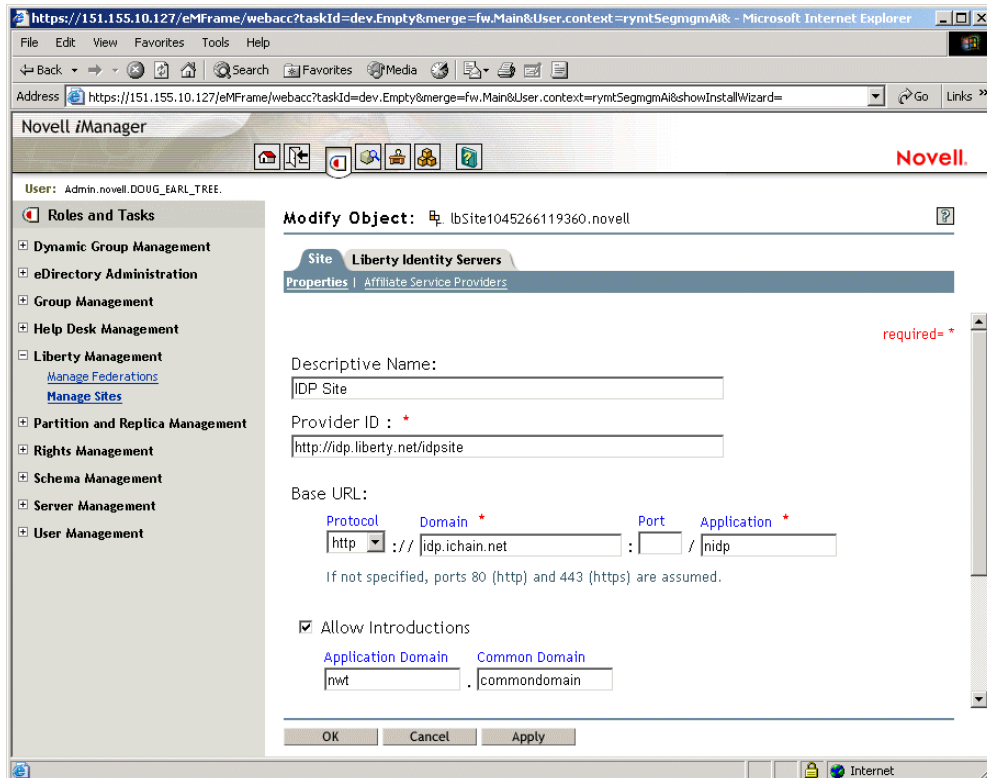 https://151.155.10.127/eMFrame/webacc?taskId=dev.Empty&merge=fw.Main&User.context=rymtSegmgmAi& - Microsoft Internet Explorer
File Edit View Favorites Tools Help
Back Search Favorites Media
Address https://151.155.10.127/eMFrame/webacc?taskId=dev.Empty&merge=fw.Main&User.context=rymtSegmgmAi&showInstallWizard= Go Links »
Novell iManager
Novell.
User: Admin.novell.DOUG_EARL_TREE.
Roles and Tasks
Dynamic Group Management
eDirectory Administration
Group Management
Help Desk Management
Liberty Management
Manage Federations
Manage Sites
Partition and Replica Management
Rights Management
Schema Management
Server Management
User Management
Modify Object: lbSite1045266119360.novell ?
Site Liberty Identity Servers
Properties | Affiliate Service Providers
required= *
Descriptive Name:
IDP Site
Provider ID : *
http://idp.liberty.net/idpsite
Base URL:
Protocol Domain * Port Application *
http :// idp.ichain.net : / nidp
If not specified, ports 80 (http) and 443 (https) are assumed.
Allow Introductions
Application Domain Common Domain
nwt . commondomain
OK Cancel Apply
Internet